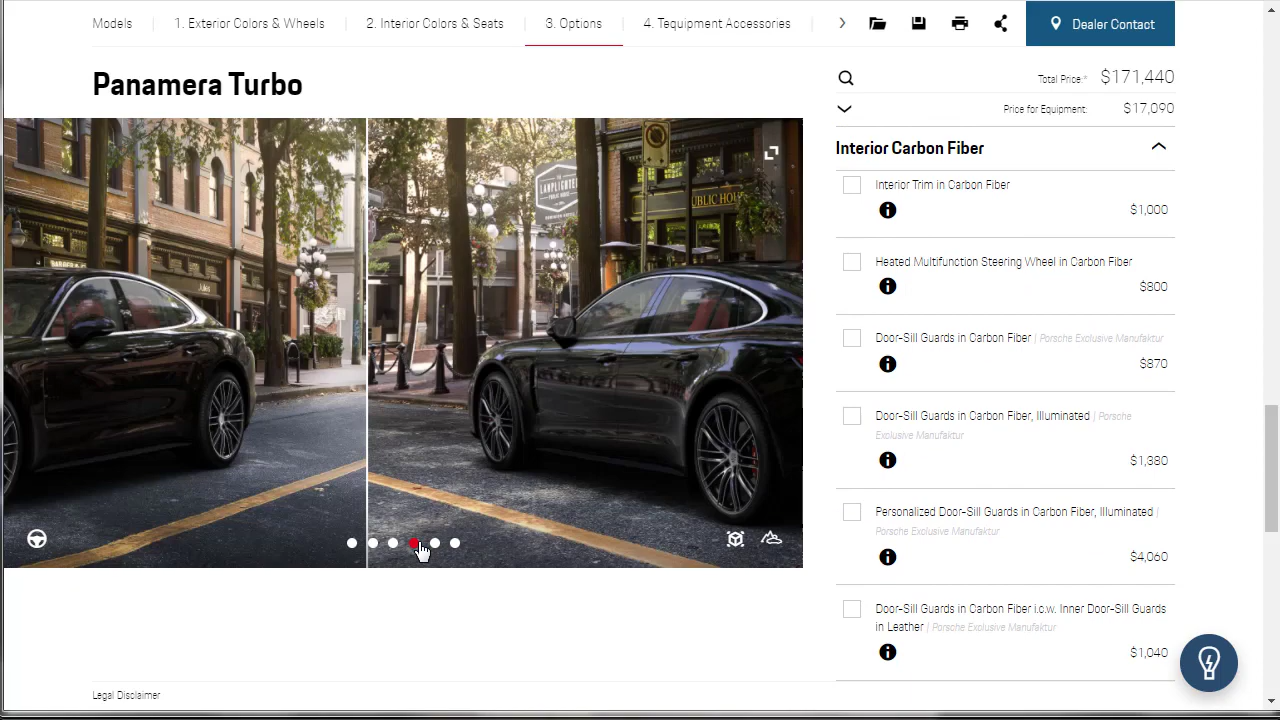 Models
1. Exterior Colors & Wheels
2. Interior Colors & Seats
3. Options
4. Tequipment Accessories
Dealer Contact
Panamera Turbo
Total Price:* $171,440
Price for Equipment: $17,090
Interior Carbon Fiber
Interior Trim in Carbon Fiber
$1,000
Heated Multifunction Steering Wheel in Carbon Fiber
$800
Door-Sill Guards in Carbon Fiber | Porsche Exclusive Manufaktur
$870
Door-Sill Guards in Carbon Fiber, Illuminated | Porsche
Exclusive Manufaktur
$1,380
Personalized Door-Sill Guards in Carbon Fiber, Illuminated |
Porsche Exclusive Manufaktur
$4,060
Door-Sill Guards in Carbon Fiber i.c.w. Inner Door-Sill Guards
in Leather | Porsche Exclusive Manufaktur
$1,040
LAMPLIGHTER
PUBLIC HOUSE
PUBLIC HOU
Legal Disclaimer